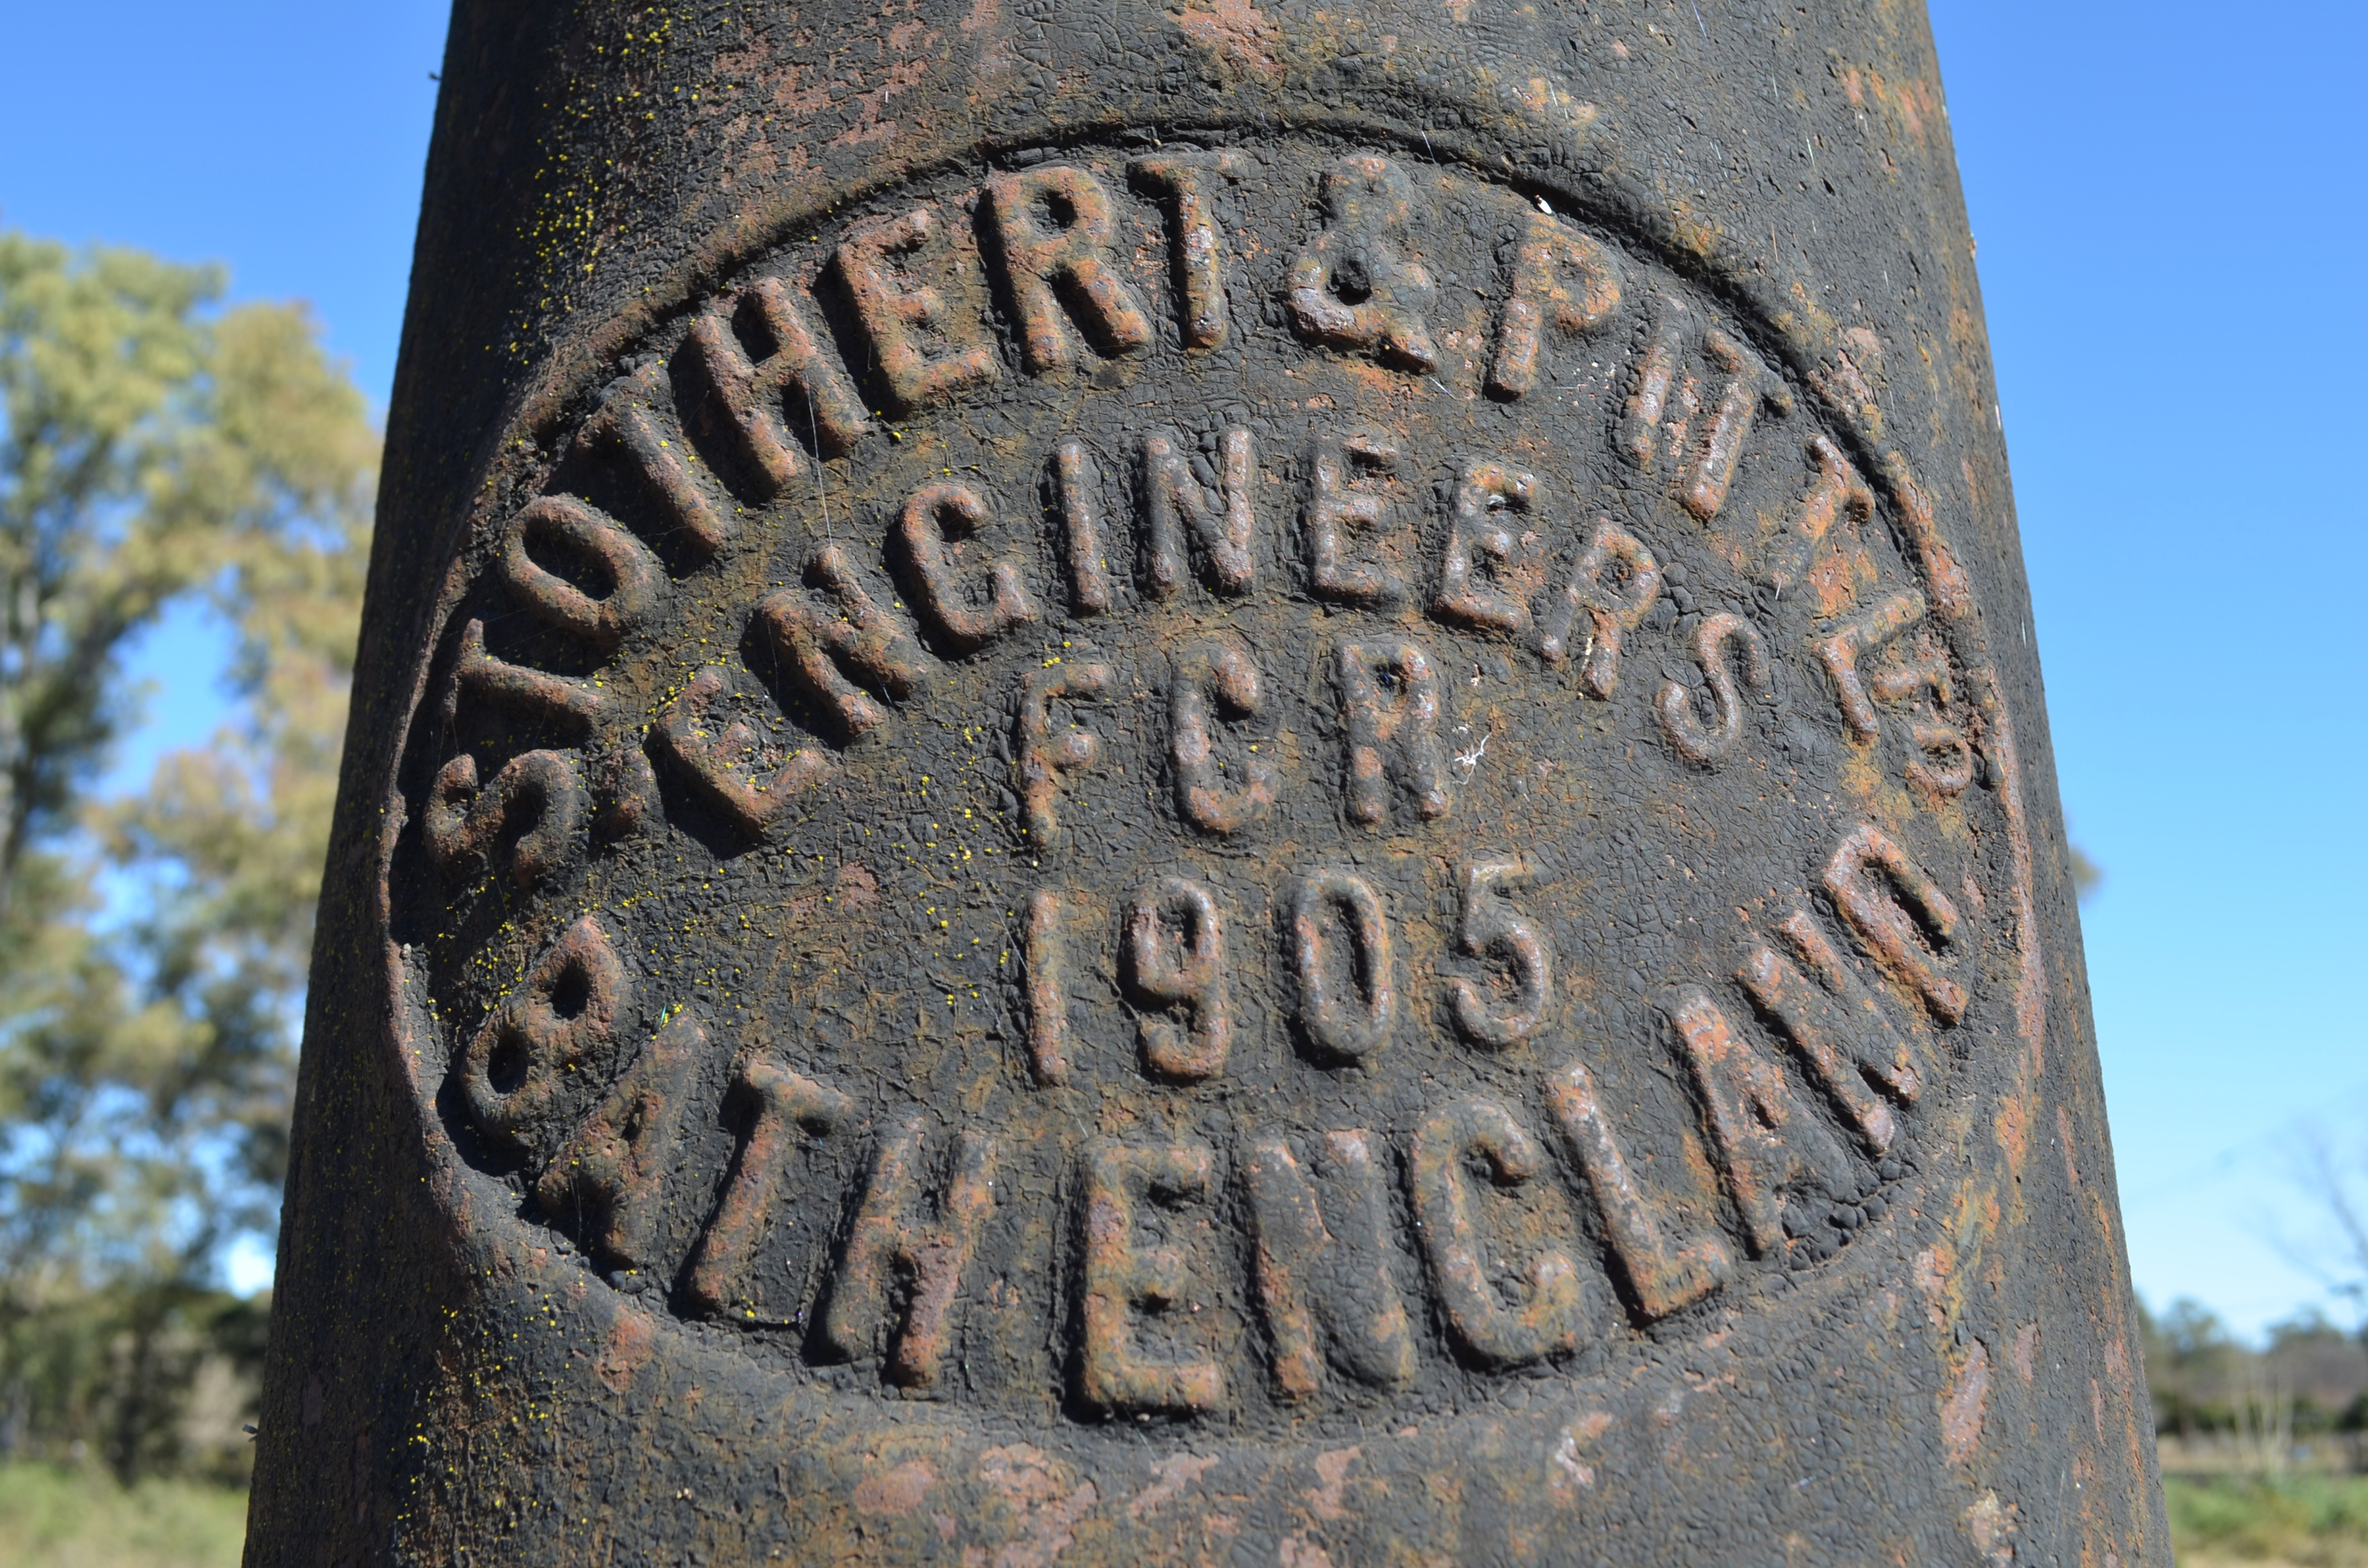 STOTHERT & PITT LTD
ENGINEERS
FCR
1905
BATH ENGLAND